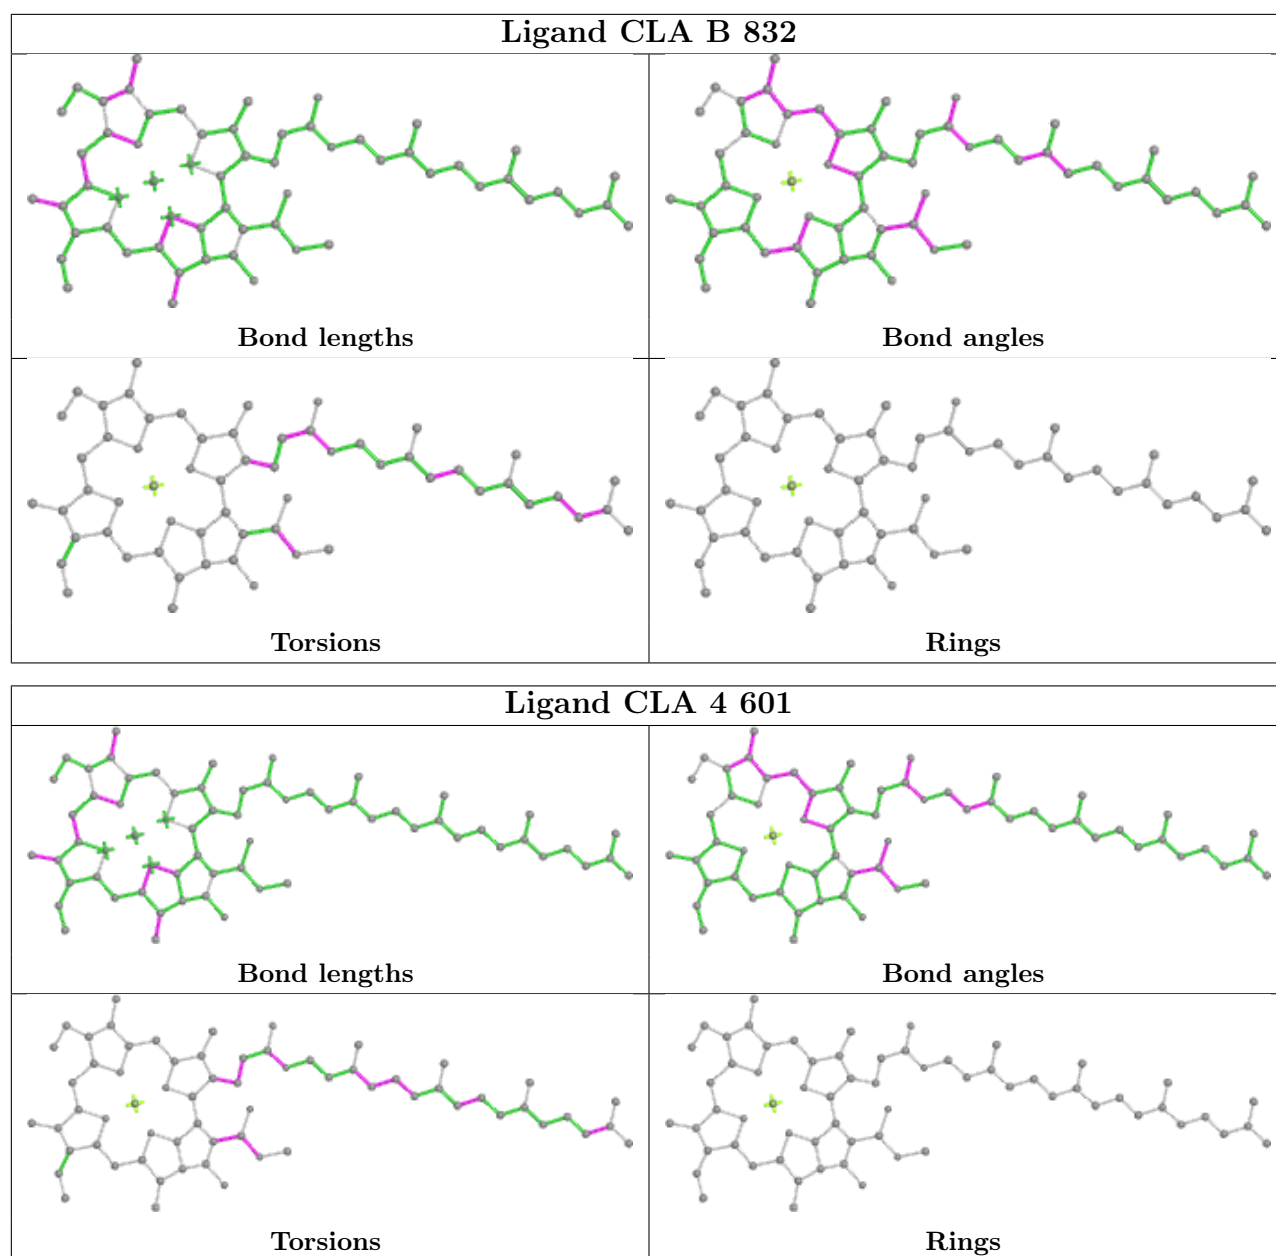 Ligand CLA B 832
Bond lengths
Bond angles
Torsions
Rings
Ligand CLA 4 601
Bond lengths
Bond angles
Torsions
Rings